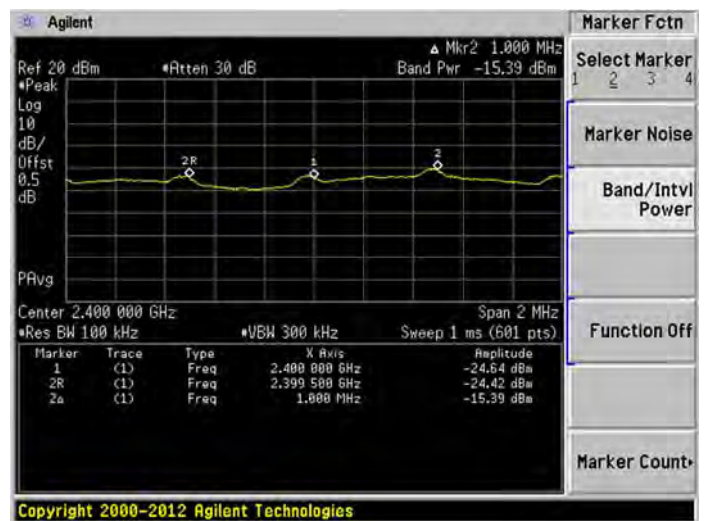 Agilent
Marker Fctn
Δ Mkr2 1.000 MHz
Ref 20 dBm #Atten 30 dB Band Pwr -15.39 dBm
#Peak
Log
10
dB/
Offst
0.5
dB
PAvg
2R
1
2
Center 2.400 000 GHz Span 2 MHz
#Res BW 100 kHz #VBW 300 kHz Sweep 1 ms (601 pts)
Marker Trace Type X Axis Amplitude
1 (1) Freq 2.400 000 GHz -24.64 dBm
2R (1) Freq 2.399 500 GHz -24.42 dBm
2Δ (1) Freq 1.000 MHz -15.39 dBm
Copyright 2000-2012 Agilent Technologies
Select Marker
1 2 3 4
Marker Noise
Band/Intvl
Power
Function Off
Marker Count▸